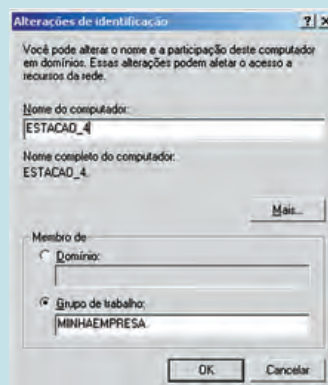 Alterações de identificação
Você pode alterar o nome e a participação deste computador
em domínios. Essas alterações podem afetar o acesso a
recursos da rede.
Nome do computador:
ESTACAO_4
Nome completo do computador:
ESTACAO_4.
Mais...
Membro de
Domínio:
Grupo de trabalho:
MINHAEMPRESA
OK Cancelar